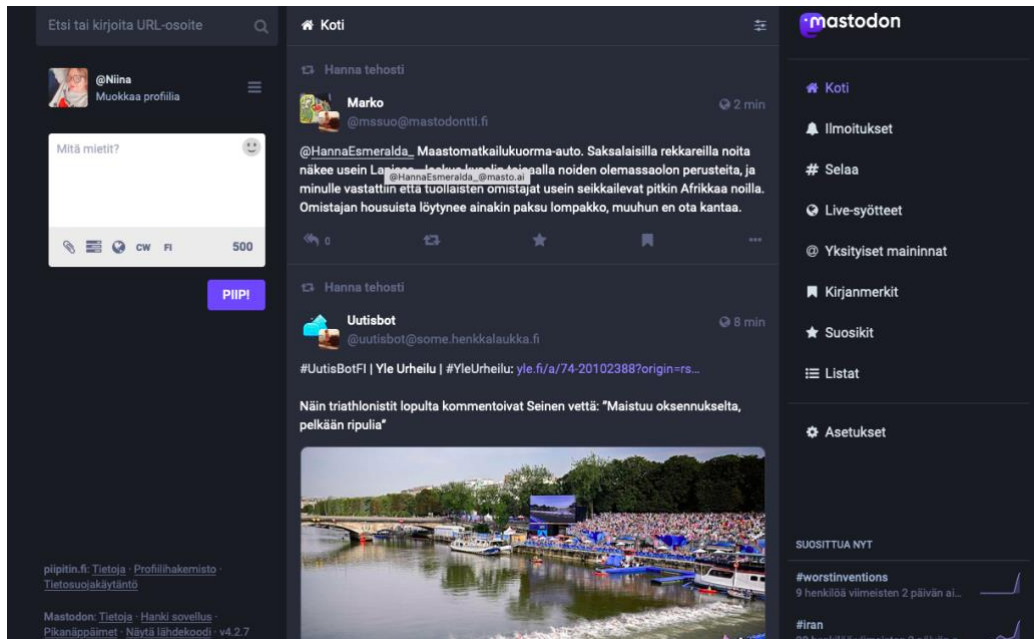 Etsi tai kirjoita URL-osoite
@Niina
Muokkaa profiilia
Mitä mietit?
CW FI 500
PIIP!
piipitin.fi: Tietoja · Profiilihakemisto ·
Tietosuojakäytäntö
Mastodon: Tietoja · Hanki sovellus ·
Pikanäppäimet · Näytä lähdekoodi · v4.2.7
Koti
Hanna tehosti
Marko
2 min
@mssuo@mastodontti.fi
@HannaEsmeralda_ Maastomatkailukuorma-auto. Saksalaisilla rekkareilla noita
näkee usein
@HannaEsmeralda_@masto.ai
noiden olemassaolon perusteita, ja
minulle vastattiin että tuollaisten omistajat usein seikkailevat pitkin Afrikkaa noilla.
Omistajan housuista löytynee ainakin paksu lompakko, muuhun en ota kantaa.
0
Hanna tehosti
Uutisbot
8 min
@uutisbot@some.henkkalaukka.fi
#UutisBotFI | Yle Urheilu | #YleUrheilu: yle.fi/a/74-20102388?origin=rs...
Näin triathlonistit lopulta kommentoivat Seinen vettä: ”Maistuu oksennukselta,
pelkään ripulia”
mastodon
Koti
Ilmoitukset
# Selaa
Live-syötteet
@ Yksityiset maininnat
Kirjanmerkit
Suosikit
Listat
Asetukset
SUOSITTUA NYT
#worstinventions
9 henkilöä viimeisten 2 päivän ai...
#iran